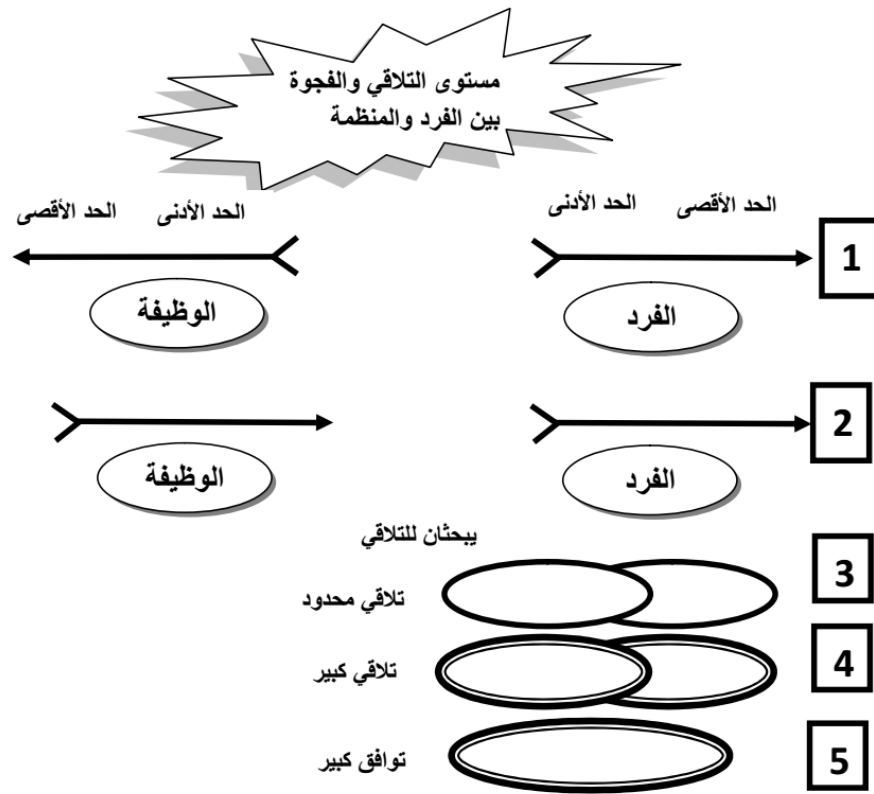 مستوى التلاقي والفجوة
بين الفرد والمنظمة
الحد الأقصى الحد الأدنى الحد الأدنى الحد الأقصى
1
الفرد الوظيفة
2
الفرد الوظيفة
يبحثان للتلاقي
3
تلاقي محدود
4
تلاقي كبير
5
توافق كبير